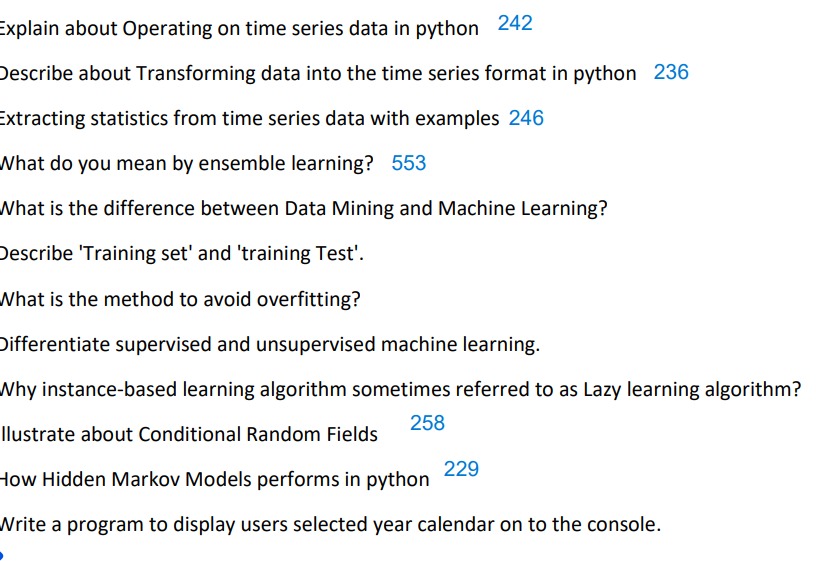 Explain about Operating on time series data in python 242
Describe about Transforming data into the time series format in python 236
Extracting statistics from time series data with examples 246
What do you mean by ensemble learning? 553
What is the difference between Data Mining and Machine Learning?
Describe 'Training set' and 'training Test'.
What is the method to avoid overfitting?
Differentiate supervised and unsupervised machine learning.
Why instance-based learning algorithm sometimes referred to as Lazy learning algorithm?
Illustrate about Conditional Random Fields 258
How Hidden Markov Models performs in python 229
Write a program to display users selected year calendar on to the console.